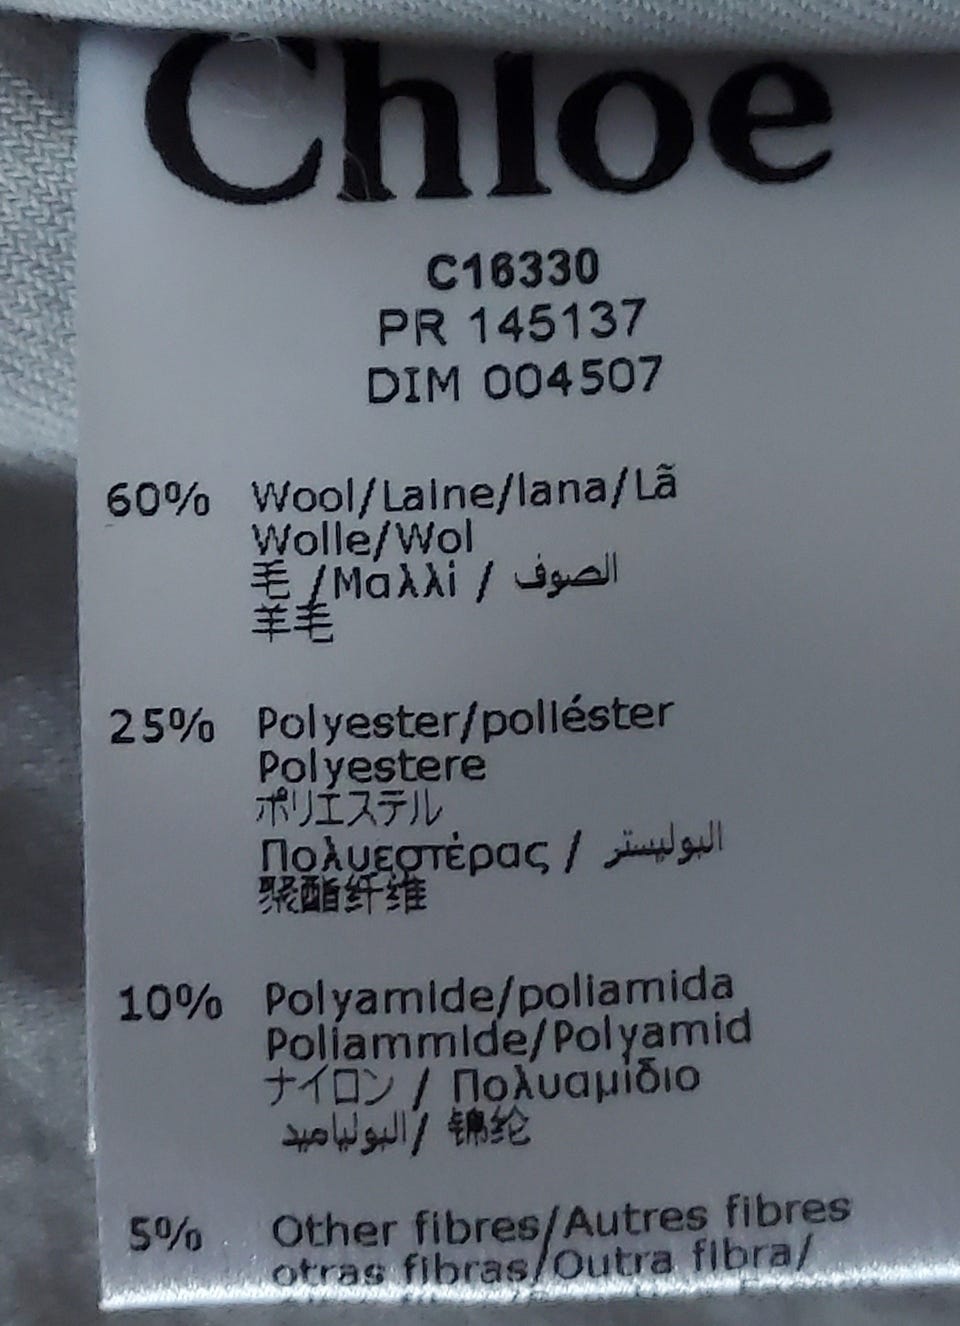 Chloe
C16330
PR 145137
DIM 004507
60% Wool/Laine/lana/Lã
Wolle/Wol
毛 /Μαλλί / الصوف
羊毛
25% Polyester/poliéster
Polyestere
ポリエステル
Πολυεστέρας / البوليستر
聚酯纤维
10% Polyamide/poliamida
Poliammide/Polyamid
ナイロン / Πολυαμίδιο
البولياميد/ 锦纶
5% Other fibres/Autres fibres
otras fibras/Outra fibra/